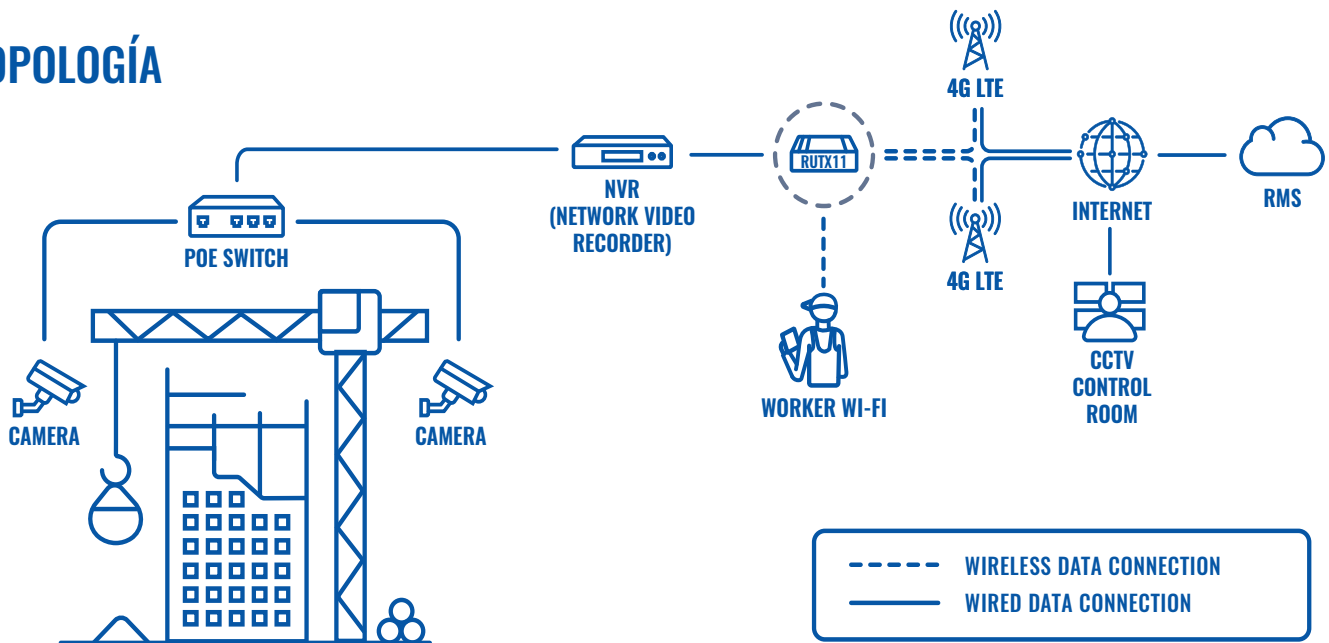 OPOLOGÍA
4G LTE
RUTX11
NVR
(NETWORK VIDEO
RECORDER)
INTERNET
RMS
POE SWITCH
4G LTE
CAMERA
CAMERA
WORKER WI-FI
CCTV
CONTROL
ROOM
WIRELESS DATA CONNECTION
WIRED DATA CONNECTION